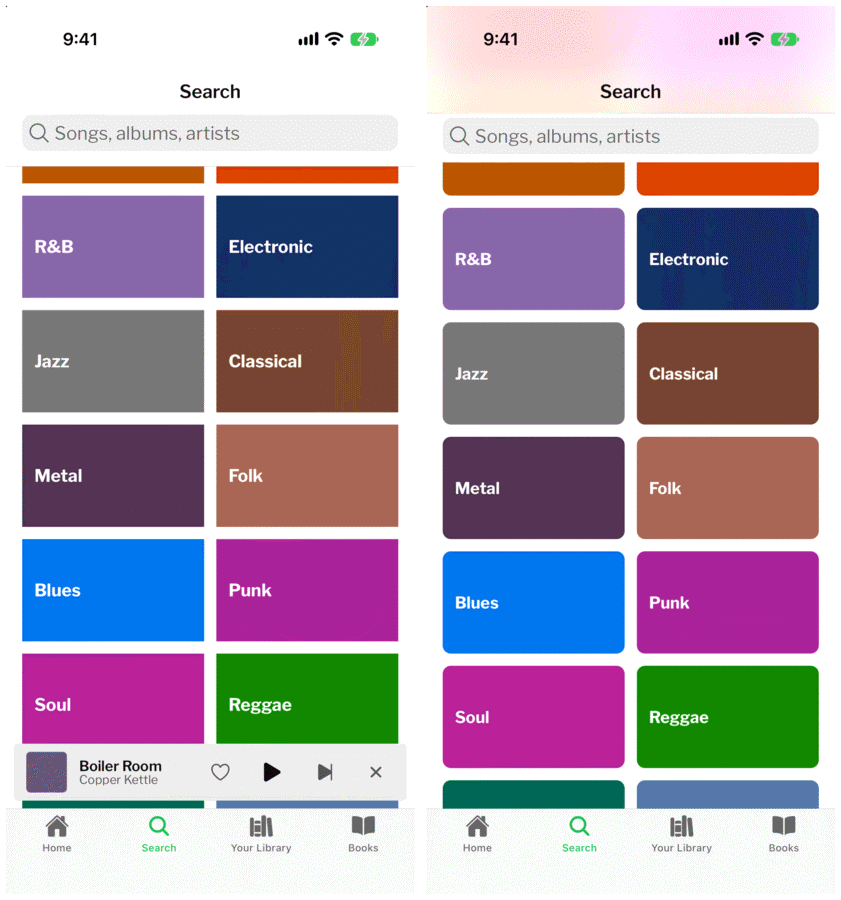 9:41
Search
Songs, albums, artists
R&B Electronic
Jazz Classical
Metal Folk
Blues Punk
Soul Reggae
Boiler Room
Copper Kettle
Home Search Your Library Books
9:41
Search
Songs, albums, artists
R&B Electronic
Jazz Classical
Metal Folk
Blues Punk
Soul Reggae
Home Search Your Library Books